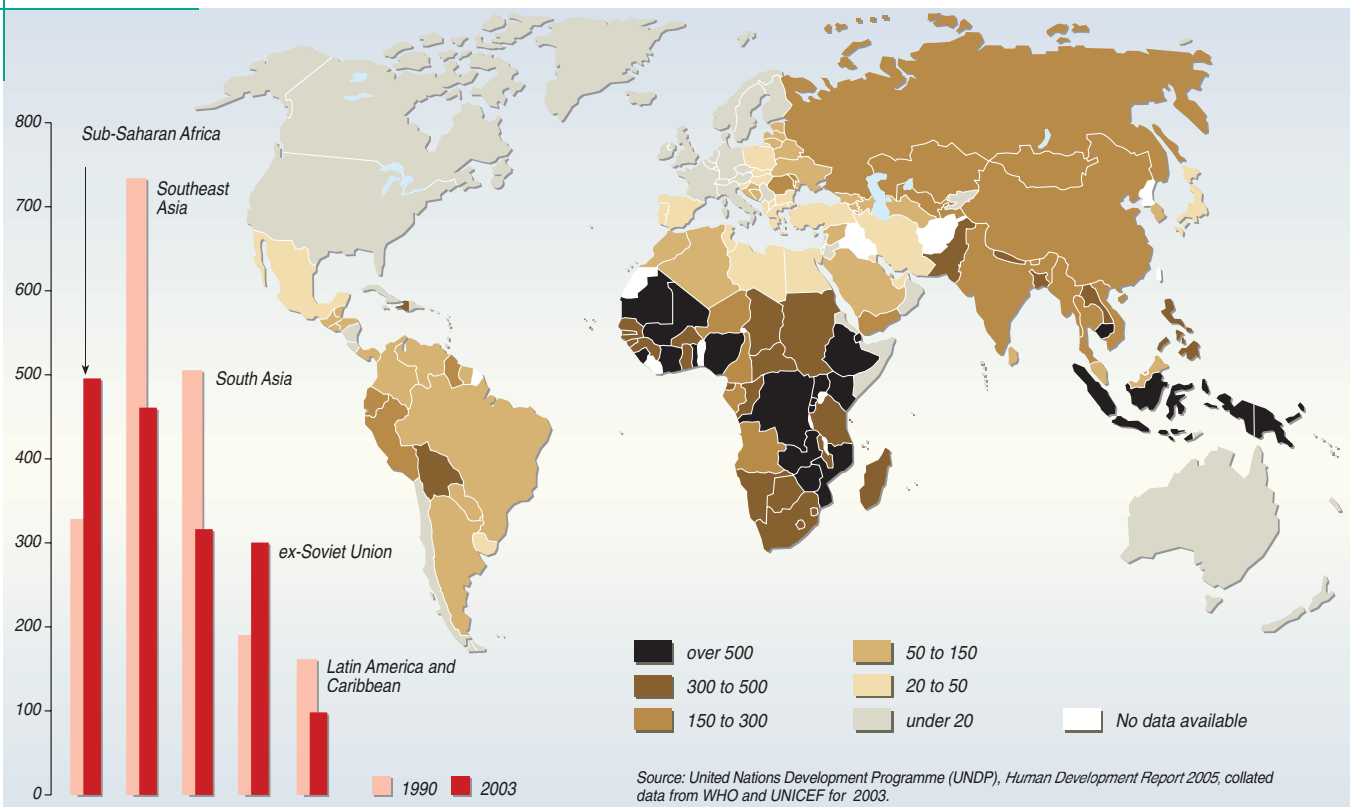 800
700
600
500
400
300
200
100
0
Sub-Saharan Africa
Southeast
Asia
South Asia
ex-Soviet Union
Latin America and
Caribbean
1990
2003
over 500
300 to 500
150 to 300
50 to 150
20 to 50
under 20
No data available
Source: United Nations Development Programme (UNDP), Human Development Report 2005, collated
data from WHO and UNICEF for 2003.